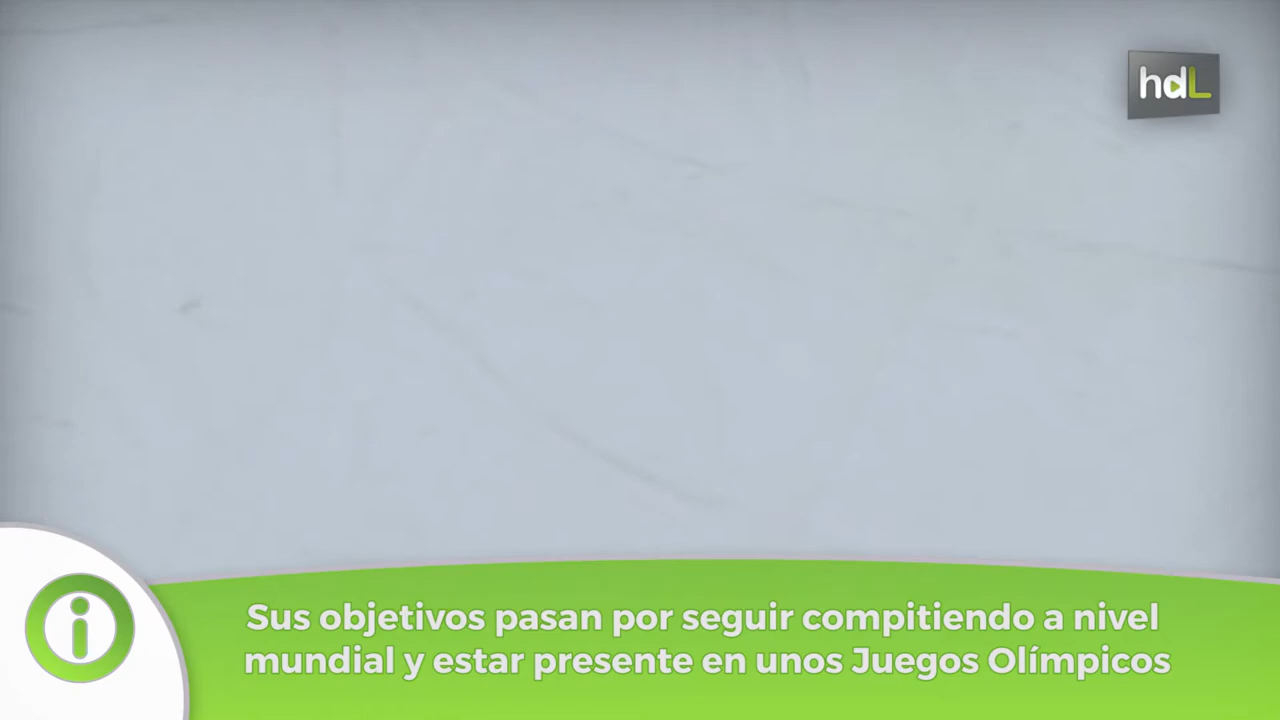 hdL
Sus objetivos pasan por seguir compitiendo a nivel
mundial y estar presente en unos Juegos Olímpicos